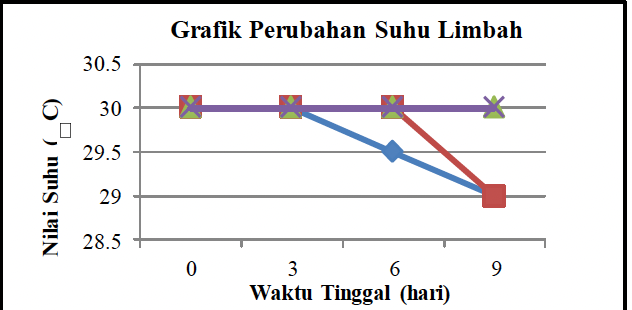 Grafik Perubahan Suhu Limbah
Nilai Suhu ( □C)
30.5
30
29.5
29
28.5
0 3 6 9
Waktu Tinggal (hari)